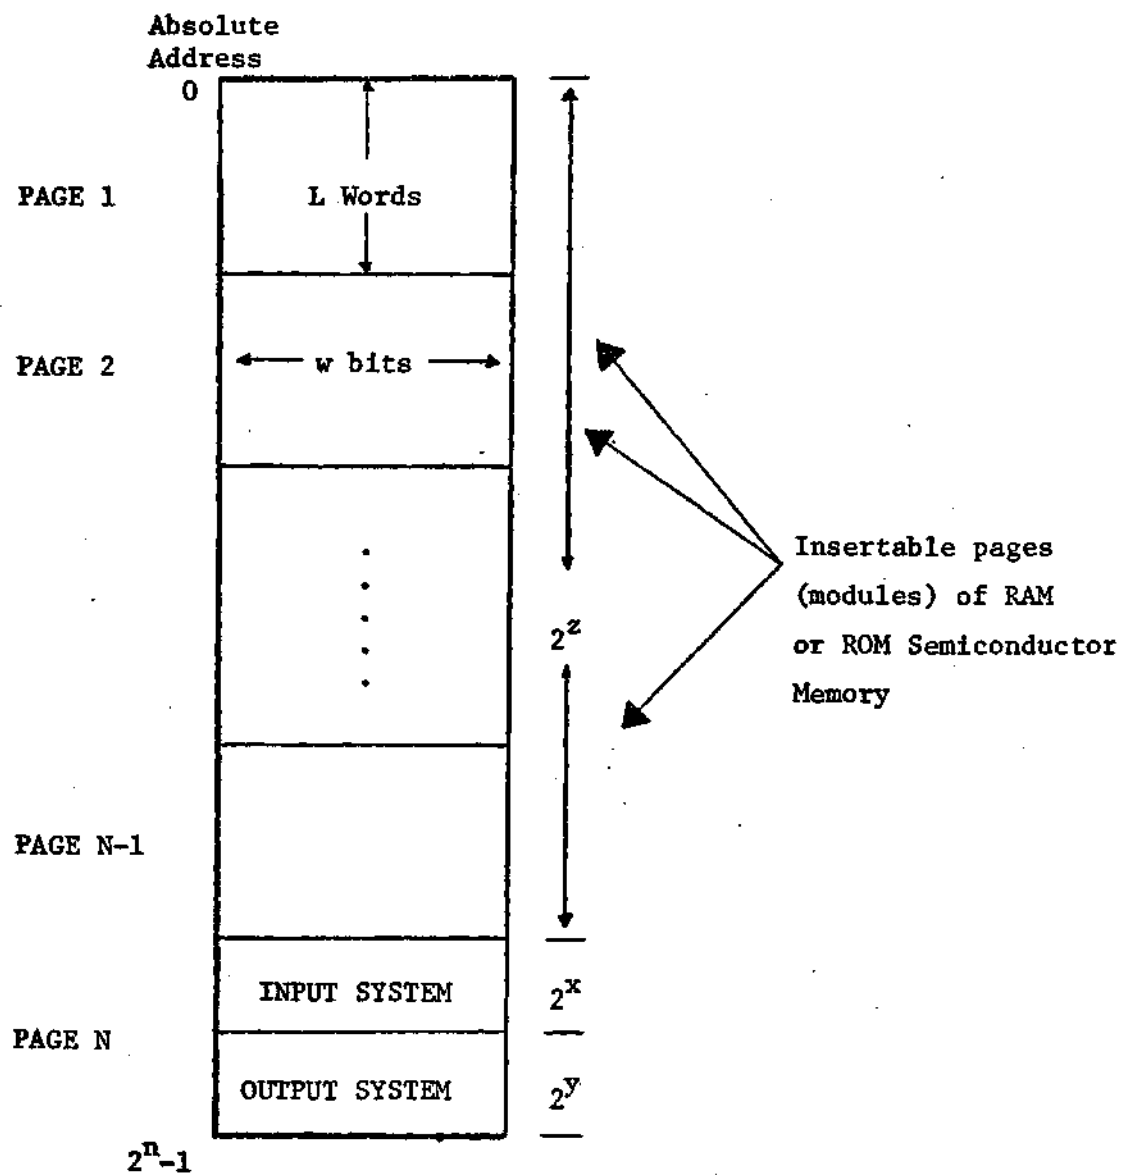 Absolute
Address
0
PAGE 1
L Words
PAGE 2
w bits
Insertable pages
(modules) of RAM
or ROM Semiconductor
Memory
2^z
PAGE N-1
INPUT SYSTEM
2^x
PAGE N
OUTPUT SYSTEM
2^y
2^n-1